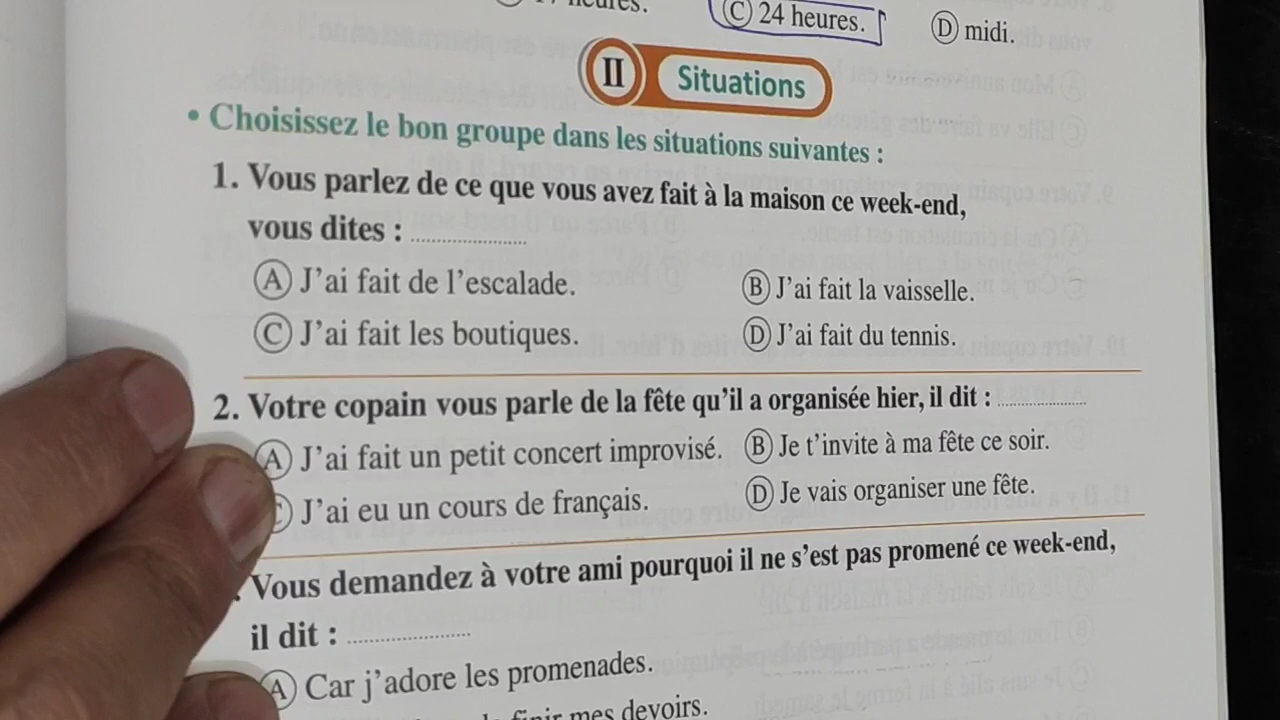 heures.
C 24 heures.
D midi.
II Situations
• Choisissez le bon groupe dans les situations suivantes :
1. Vous parlez de ce que vous avez fait à la maison ce week-end,
vous dites : ....................
A J'ai fait de l'escalade.
B J'ai fait la vaisselle.
C J'ai fait les boutiques.
D J'ai fait du tennis.
2. Votre copain vous parle de la fête qu'il a organisée hier, il dit : ....................
A J'ai fait un petit concert improvisé.
B Je t'invite à ma fête ce soir.
C J'ai eu un cours de français.
D Je vais organiser une fête.
Vous demandez à votre ami pourquoi il ne s'est pas promené ce week-end,
il dit : ....................
A Car j'adore les promenades.
finir mes devoirs.